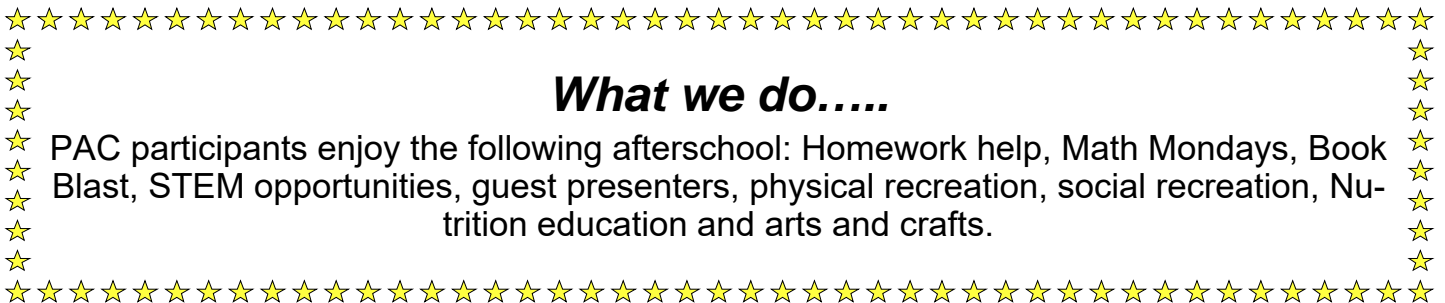 What we do…..
PAC participants enjoy the following afterschool: Homework help, Math Mondays, Book
Blast, STEM opportunities, guest presenters, physical recreation, social recreation, Nu-
trition education and arts and crafts.